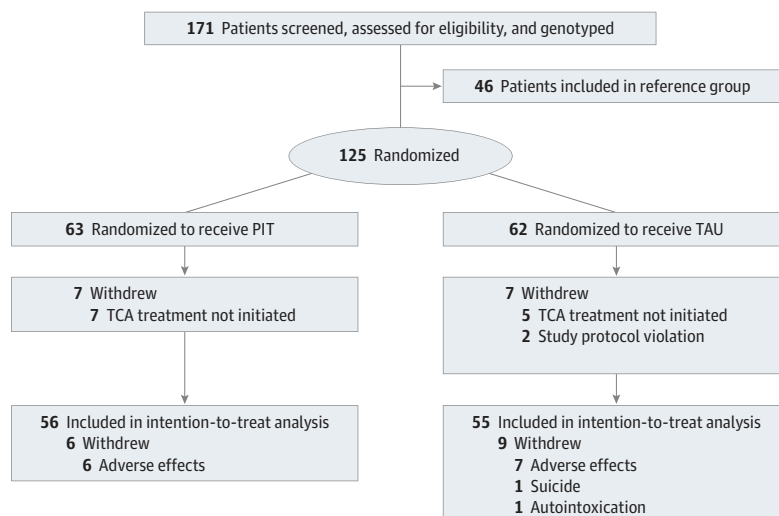 171 Patients screened, assessed for eligibility, and genotyped
46 Patients included in reference group
125 Randomized
63 Randomized to receive PIT
7 Withdrew
7 TCA treatment not initiated
56 Included in intention-to-treat analysis
6 Withdrew
6 Adverse effects
62 Randomized to receive TAU
7 Withdrew
5 TCA treatment not initiated
2 Study protocol violation
55 Included in intention-to-treat analysis
9 Withdrew
7 Adverse effects
1 Suicide
1 Autointoxication